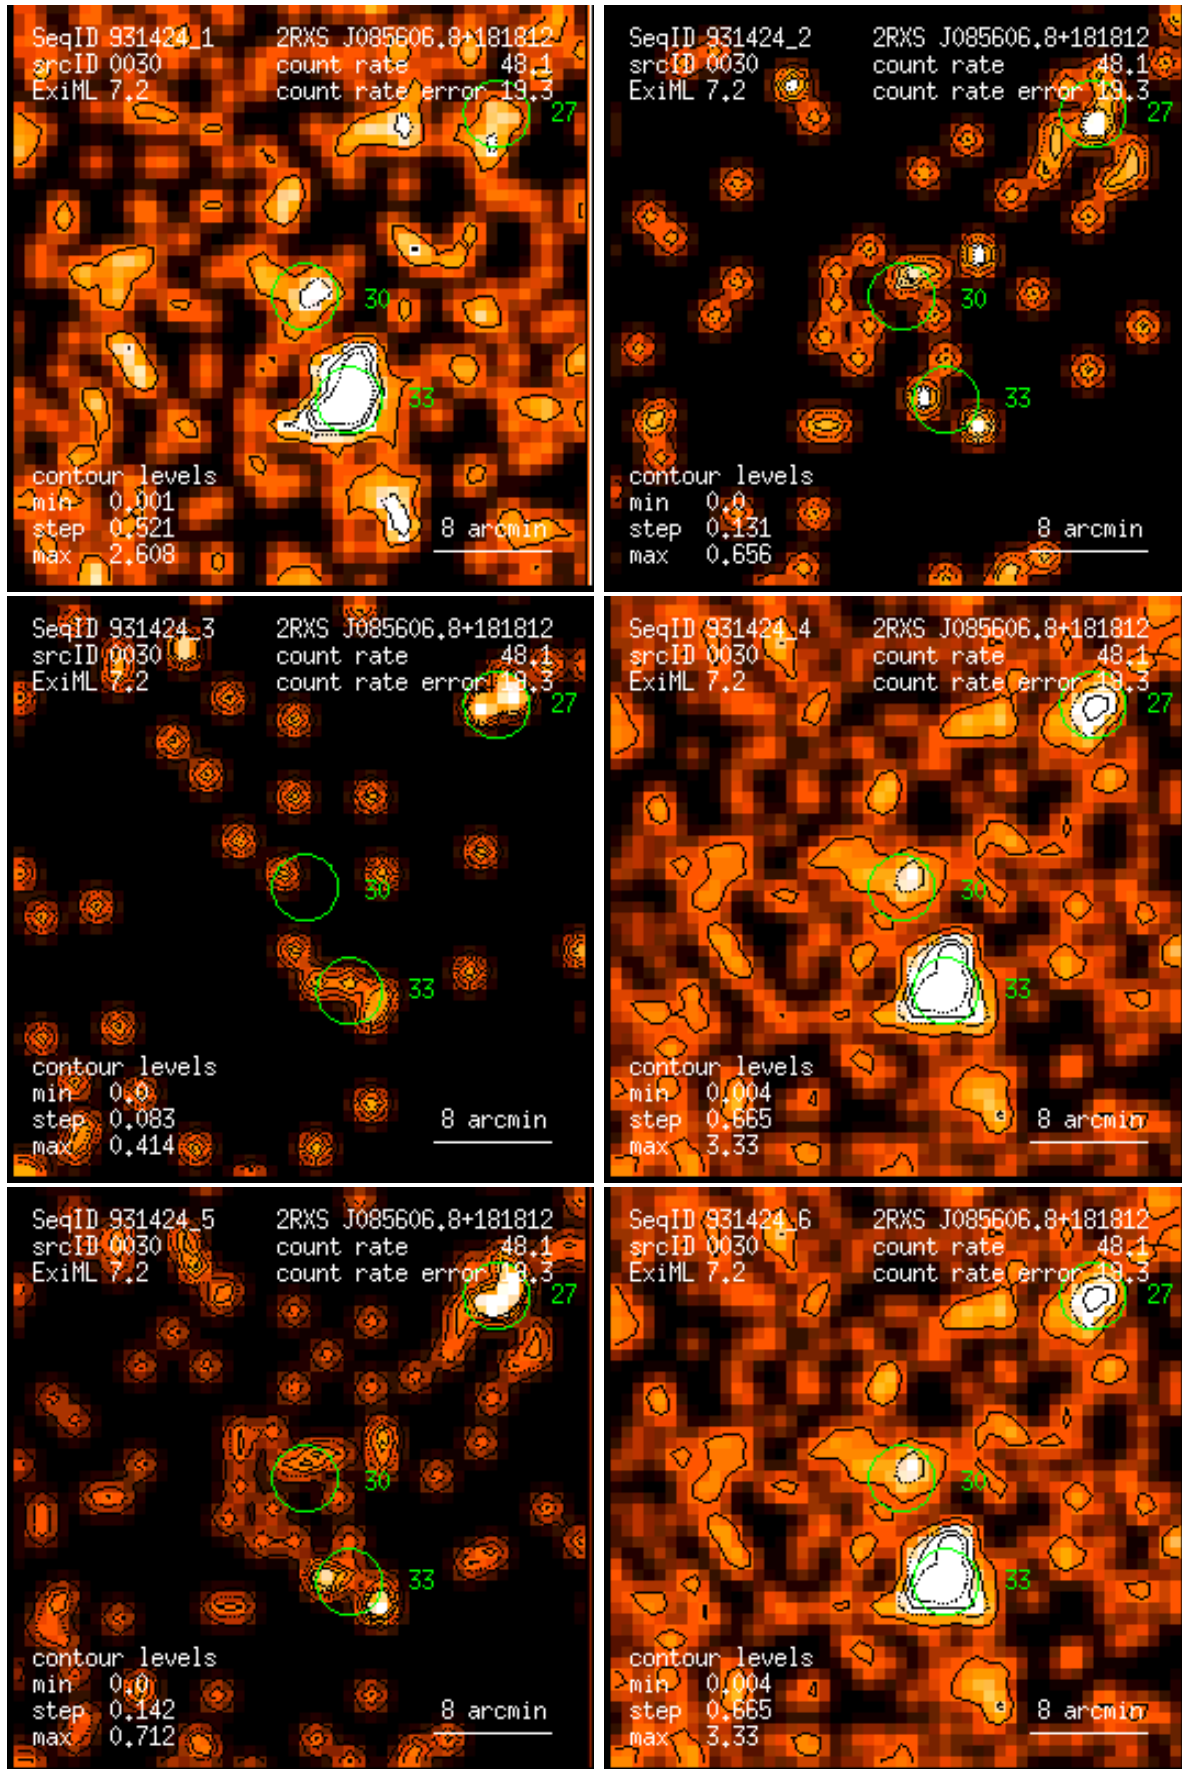 SeqID 931424_1 2RXS J085606.8+181812
srcID 0030 count rate 48.1
ExiML 7.2 count rate error 19.3
27
30
33
contour levels
min 0.001
step 0.521
max 2.608
8 arcmin
SeqID 931424_2 2RXS J085606.8+181812
srcID 0030 count rate 48.1
ExiML 7.2 count rate error 19.3
27
30
33
contour levels
min 0.0
step 0.131
max 0.656
8 arcmin
SeqID 931424_3 2RXS J085606.8+181812
srcID 0030 count rate 48.1
ExiML 7.2 count rate error 19.3
27
30
33
contour levels
min 0.0
step 0.083
max 0.414
8 arcmin
SeqID 931424_4 2RXS J085606.8+181812
srcID 0030 count rate 48.1
ExiML 7.2 count rate error 19.3
27
30
33
contour levels
min 0.004
step 0.665
max 3.33
8 arcmin
SeqID 931424_5 2RXS J085606.8+181812
srcID 0030 count rate 48.1
ExiML 7.2 count rate error 19.3
27
30
33
contour levels
min 0.0
step 0.142
max 0.712
8 arcmin
SeqID 931424_6 2RXS J085606.8+181812
srcID 0030 count rate 48.1
ExiML 7.2 count rate error 19.3
27
30
33
contour levels
min 0.004
step 0.665
max 3.33
8 arcmin